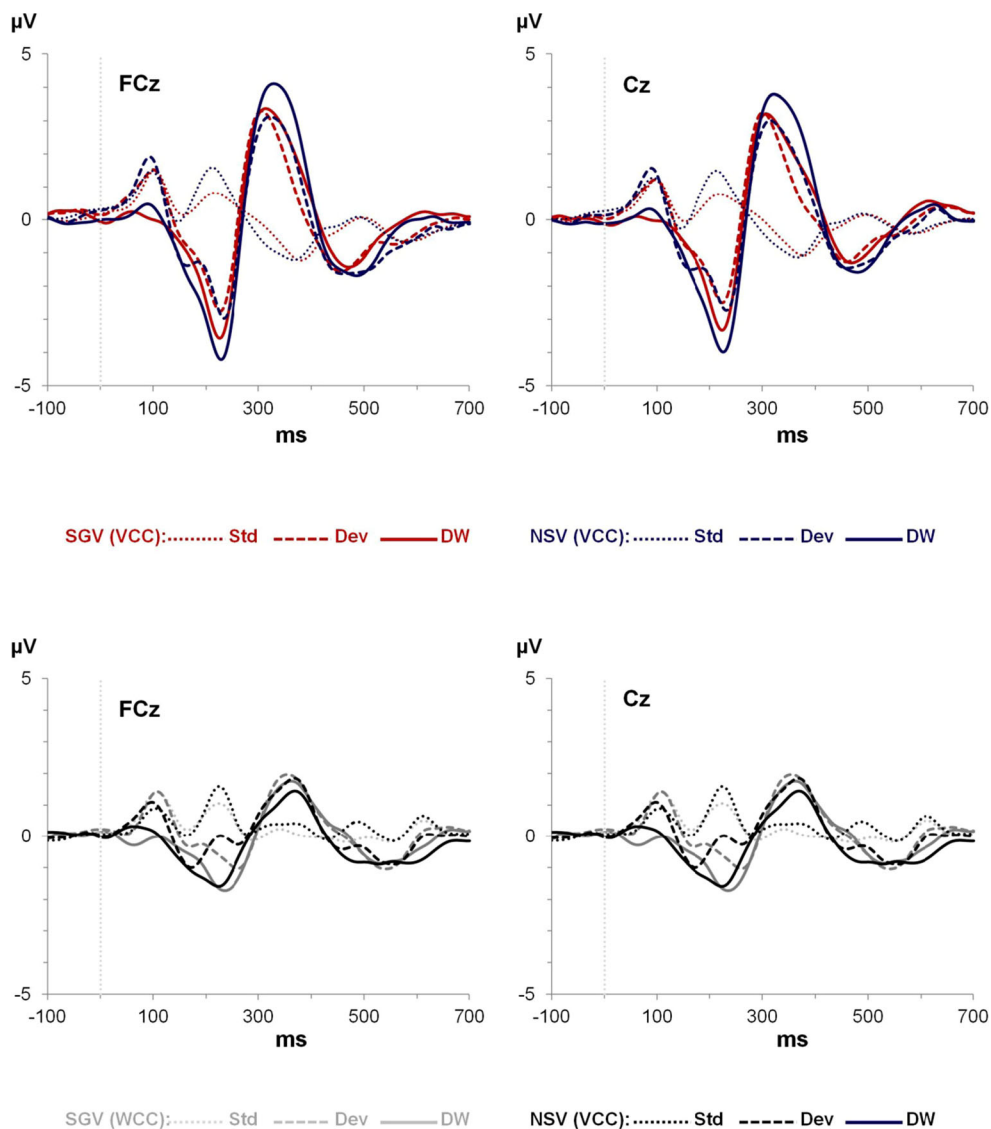 µV µV
5 5
FCz Cz
0 0
-5 -5
-100 100 300 500 700 -100 100 300 500 700
ms ms
SGV (VCC): Std Dev DW NSV (VCC): Std Dev DW
µV µV
5 5
FCz Cz
0 0
-5 -5
-100 100 300 500 700 -100 100 300 500 700
ms ms
SGV (WCC): Std Dev DW NSV (VCC): Std Dev DW